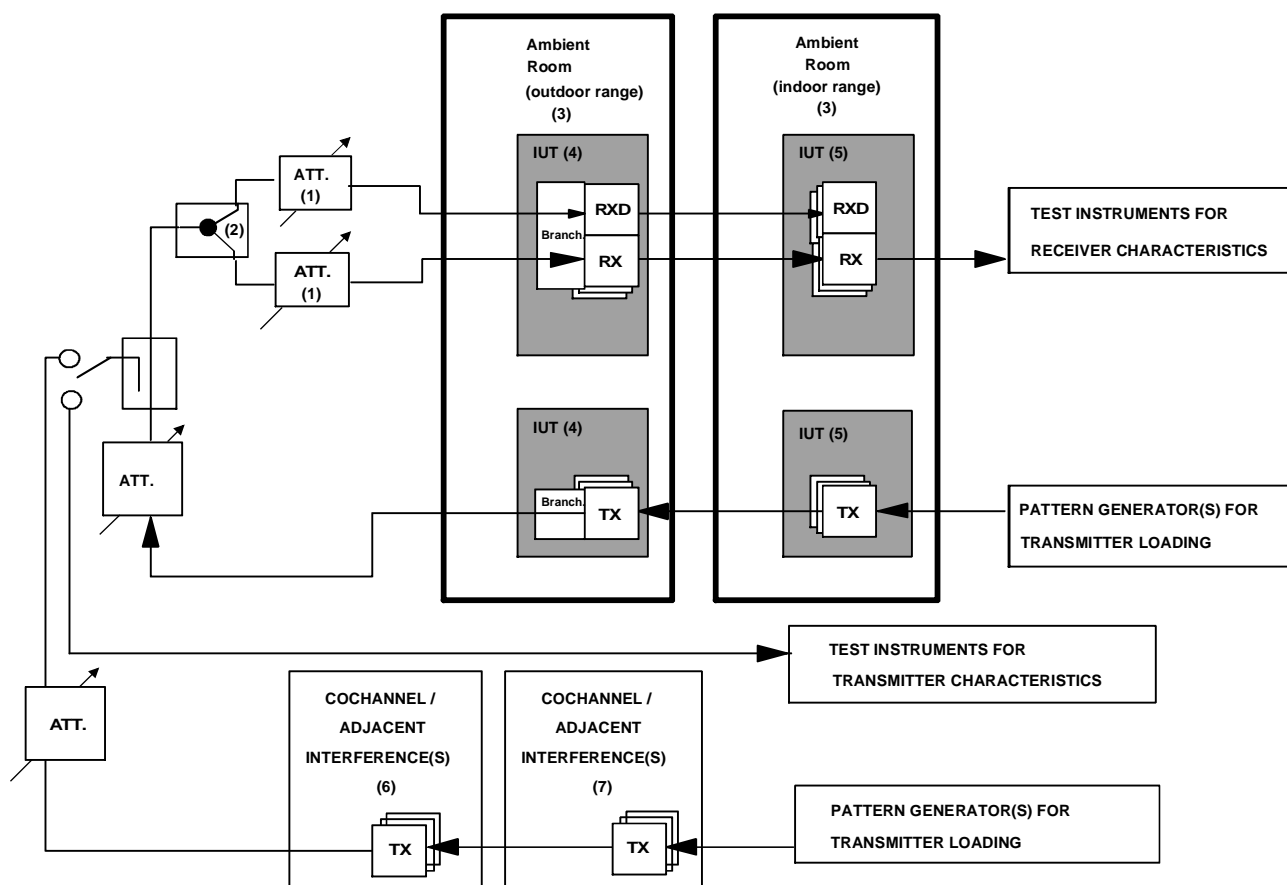 Ambient
Room
(outdoor range)
(3)
Ambient
Room
(indoor range)
(3)
IUT (4)
IUT (5)
ATT.
(1)
(2)
ATT.
(1)
RXD
Branch.
RX
RXD
RX
TEST INSTRUMENTS FOR
RECEIVER CHARACTERISTICS
IUT (4)
IUT (5)
ATT.
Branch.
TX
TX
PATTERN GENERATOR(S) FOR
TRANSMITTER LOADING
TEST INSTRUMENTS FOR
TRANSMITTER CHARACTERISTICS
ATT.
COCHANNEL /
ADJACENT
INTERFERENCE(S)
(6)
TX
COCHANNEL /
ADJACENT
INTERFERENCE(S)
(7)
TX
PATTERN GENERATOR(S) FOR
TRANSMITTER LOADING